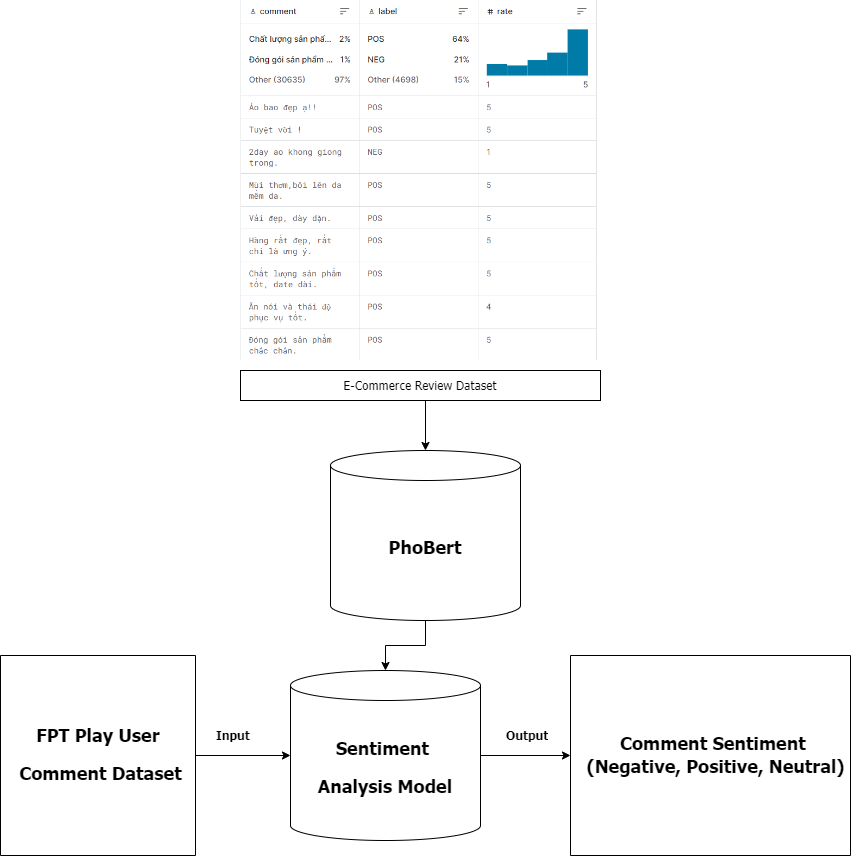 comment label # rate
Chất lượng sản phẩ... 2% POS 64%
Đóng gói sản phẩm ... 1% NEG 21%
Other (30635) 97% Other (4698) 15%
1 5
Áo bao đẹp ạ!! POS 5
Tuyệt vời ! POS 5
2day ao khong giong NEG 1
trong.
Mùi thơm,bôi lên da POS 5
mềm da.
Vải đẹp, dày dặn. POS 5
Hàng rất đẹp, rất POS 5
chi là ưng ý.
Chất lượng sản phẩm POS 5
tốt, date dài.
Ăn nói và thái độ POS 4
phục vụ tốt.
Đóng gói sản phẩm POS 5
chắc chắn.
E-Commerce Review Dataset
PhoBert
FPT Play User
Comment Dataset
Input
Sentiment
Analysis Model
Output
Comment Sentiment
(Negative, Positive, Neutral)